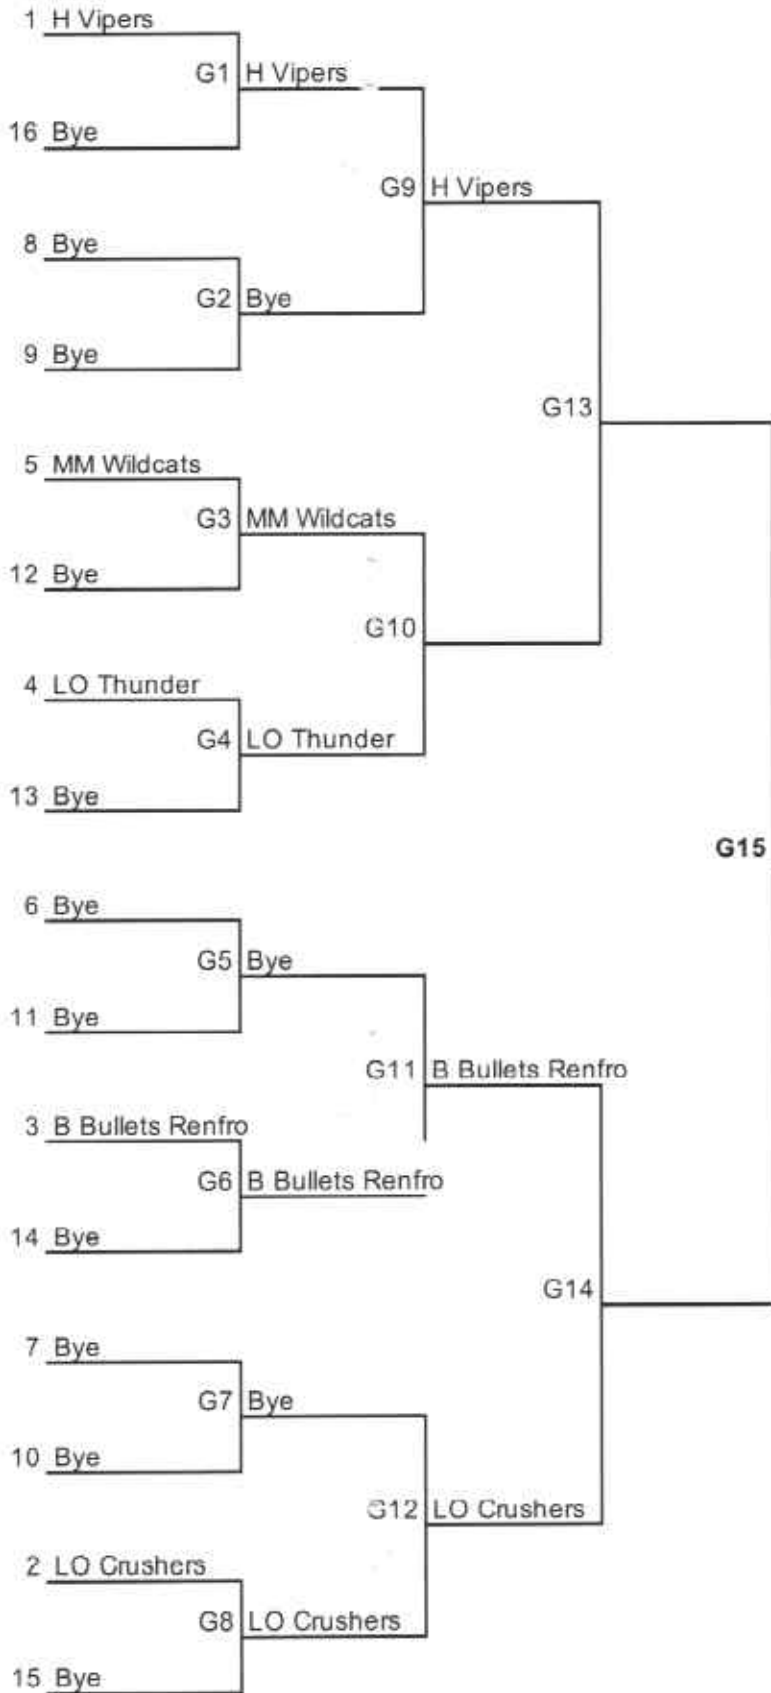 1 H Vipers
G1 H Vipers
16 Bye
G9 H Vipers
8 Bye
G2 Bye
9 Bye
G13
5 MM Wildcats
G3 MM Wildcats
12 Bye
G10
4 LO Thunder
G4 LO Thunder
13 Bye
G15
6 Bye
G5 Bye
11 Bye
G11 B Bullets Renfro
3 B Bullets Renfro
G6 B Bullets Renfro
14 Bye
G14
7 Bye
G7 Bye
10 Bye
G12 LO Crushers
2 LO Crushers
G8 LO Crushers
15 Bye